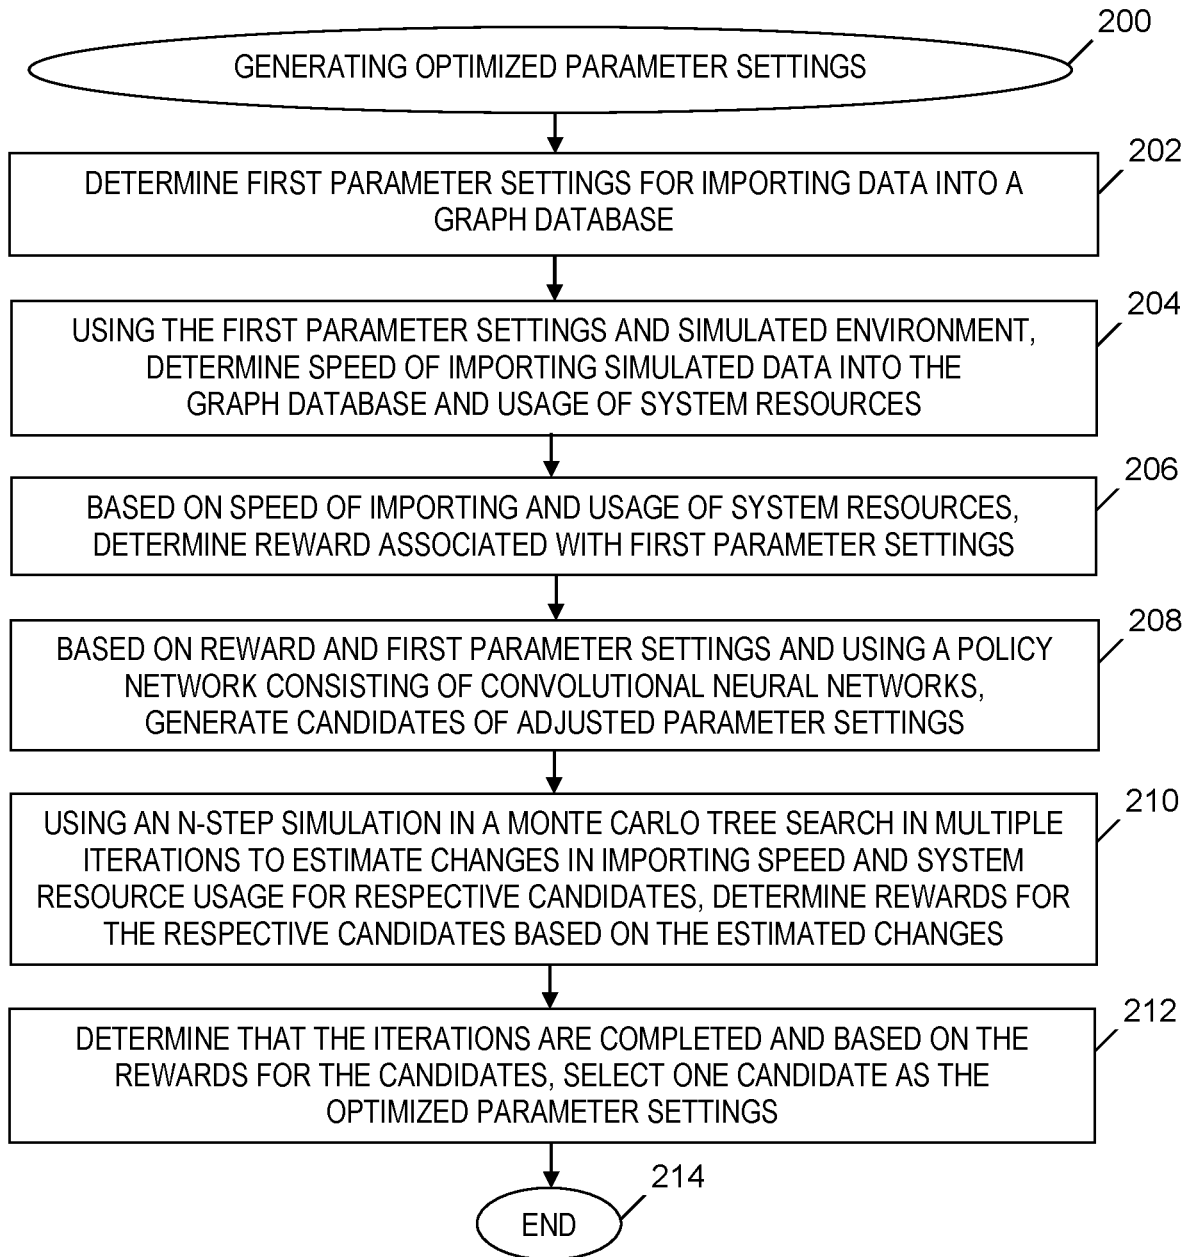 200
GENERATING OPTIMIZED PARAMETER SETTINGS
202
DETERMINE FIRST PARAMETER SETTINGS FOR IMPORTING DATA INTO A
GRAPH DATABASE
204
USING THE FIRST PARAMETER SETTINGS AND SIMULATED ENVIRONMENT,
DETERMINE SPEED OF IMPORTING SIMULATED DATA INTO THE
GRAPH DATABASE AND USAGE OF SYSTEM RESOURCES
206
BASED ON SPEED OF IMPORTING AND USAGE OF SYSTEM RESOURCES,
DETERMINE REWARD ASSOCIATED WITH FIRST PARAMETER SETTINGS
208
BASED ON REWARD AND FIRST PARAMETER SETTINGS AND USING A POLICY
NETWORK CONSISTING OF CONVOLUTIONAL NEURAL NETWORKS,
GENERATE CANDIDATES OF ADJUSTED PARAMETER SETTINGS
210
USING AN N-STEP SIMULATION IN A MONTE CARLO TREE SEARCH IN MULTIPLE
ITERATIONS TO ESTIMATE CHANGES IN IMPORTING SPEED AND SYSTEM
RESOURCE USAGE FOR RESPECTIVE CANDIDATES, DETERMINE REWARDS FOR
THE RESPECTIVE CANDIDATES BASED ON THE ESTIMATED CHANGES
212
DETERMINE THAT THE ITERATIONS ARE COMPLETED AND BASED ON THE
REWARDS FOR THE CANDIDATES, SELECT ONE CANDIDATE AS THE
OPTIMIZED PARAMETER SETTINGS
214
END